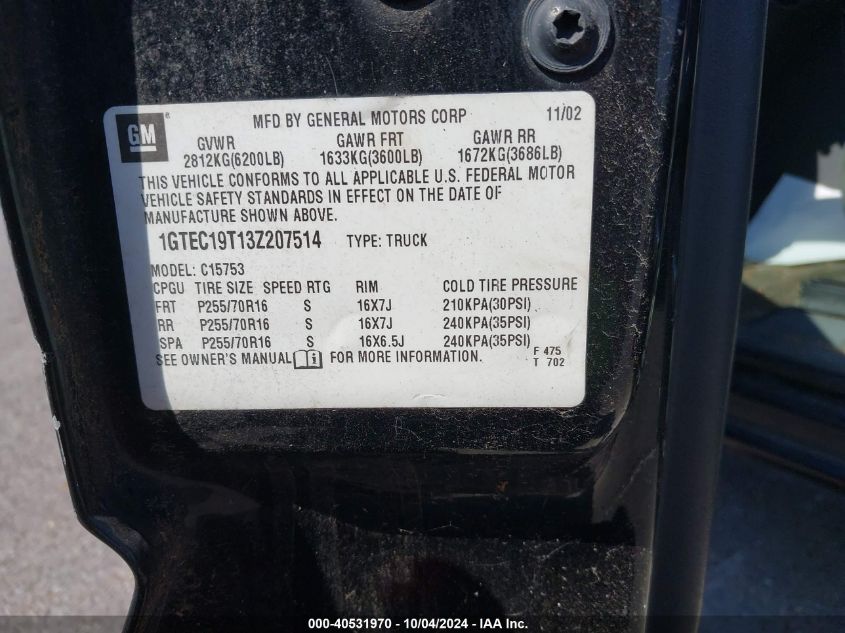 GM ® MFD BY GENERAL MOTORS CORP 11/02
GVWR GAWR FRT GAWR RR
2812KG(6200LB) 1633KG(3600LB) 1672KG(3686LB)
THIS VEHICLE CONFORMS TO ALL APPLICABLE U.S. FEDERAL MOTOR
VEHICLE SAFETY STANDARDS IN EFFECT ON THE DATE OF
MANUFACTURE SHOWN ABOVE.
1GTEC19T13Z207514 TYPE: TRUCK
MODEL: C15753
CPGU TIRE SIZE SPEED RTG RIM COLD TIRE PRESSURE
FRT P255/70R16 S 16X7J 210KPA(30PSI)
RR P255/70R16 S 16X7J 240KPA(35PSI)
SPA P255/70R16 S 16X6.5J 240KPA(35PSI)
SEE OWNER'S MANUAL FOR MORE INFORMATION. F 475
T 702
000-40531970 - 10/04/2024 - IAA Inc.